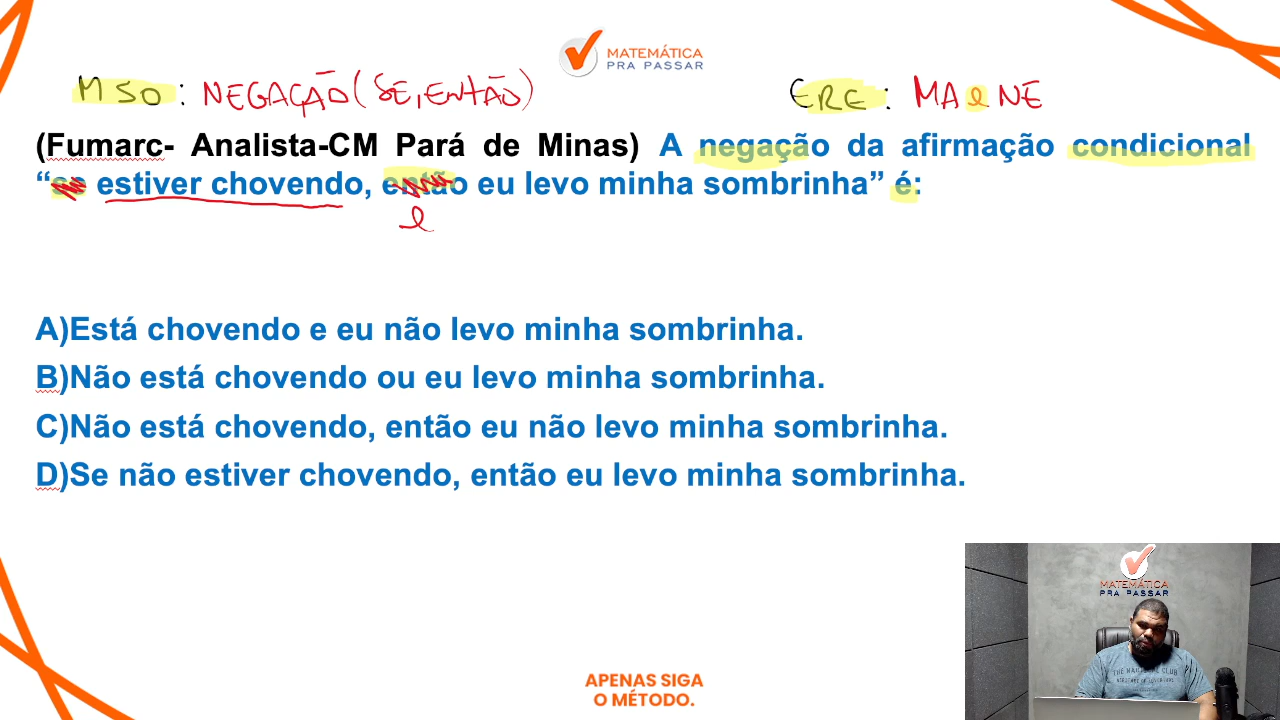 MATEMÁTICA
PRA PASSAR
MSO : NEGAÇÃO (SE, ENTÃO)
ERE : MA e NE
(Fumarc- Analista-CM Pará de Minas) A negação da afirmação condicional
“se estiver chovendo, então eu levo minha sombrinha” é:
e
A)Está chovendo e eu não levo minha sombrinha.
B)Não está chovendo ou eu levo minha sombrinha.
C)Não está chovendo, então eu não levo minha sombrinha.
D)Se não estiver chovendo, então eu levo minha sombrinha.
MATEMÁTICA
PRA PASSAR
APENAS SIGA
O MÉTODO.